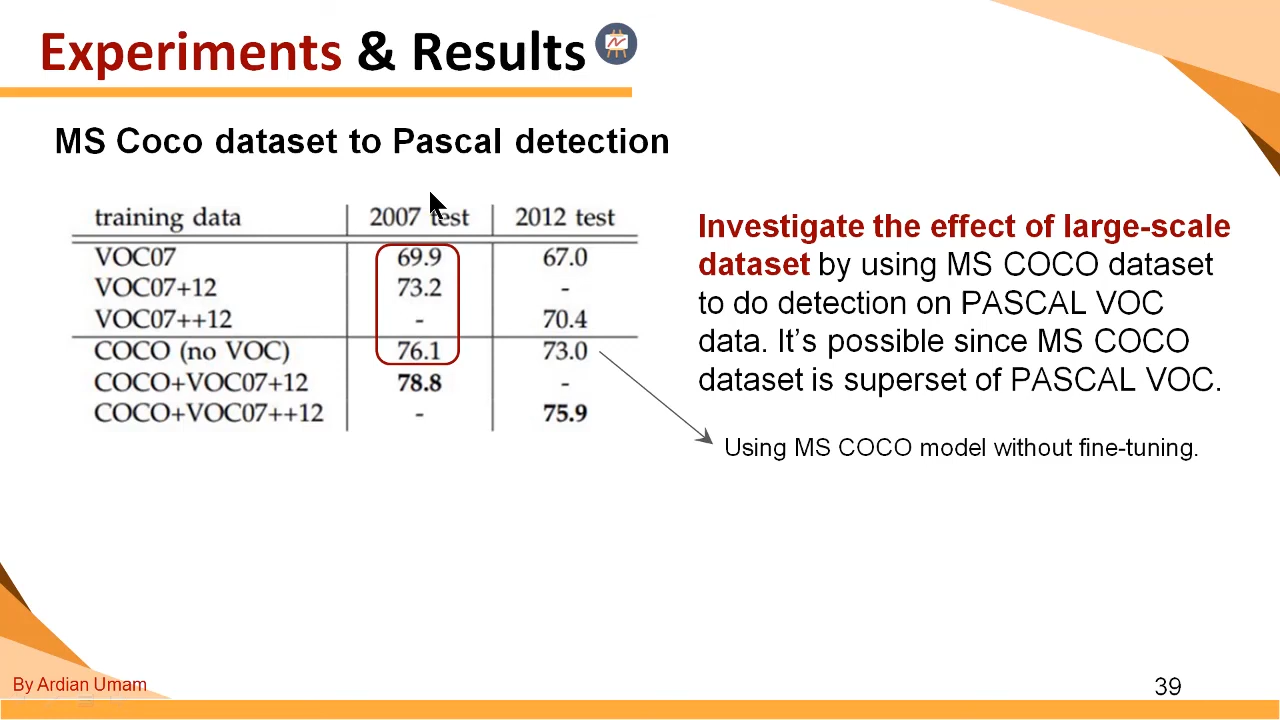 Experiments & Results
MS Coco dataset to Pascal detection
training data 2007 test 2012 test
VOC07 69.9 67.0
VOC07+12 73.2 -
VOC07++12 - 70.4
COCO (no VOC) 76.1 73.0
COCO+VOC07+12 78.8 -
COCO+VOC07++12 - 75.9
Investigate the effect of large-scale
dataset by using MS COCO dataset
to do detection on PASCAL VOC
data. It’s possible since MS COCO
dataset is superset of PASCAL VOC.
Using MS COCO model without fine-tuning.
By Ardian Umam
39